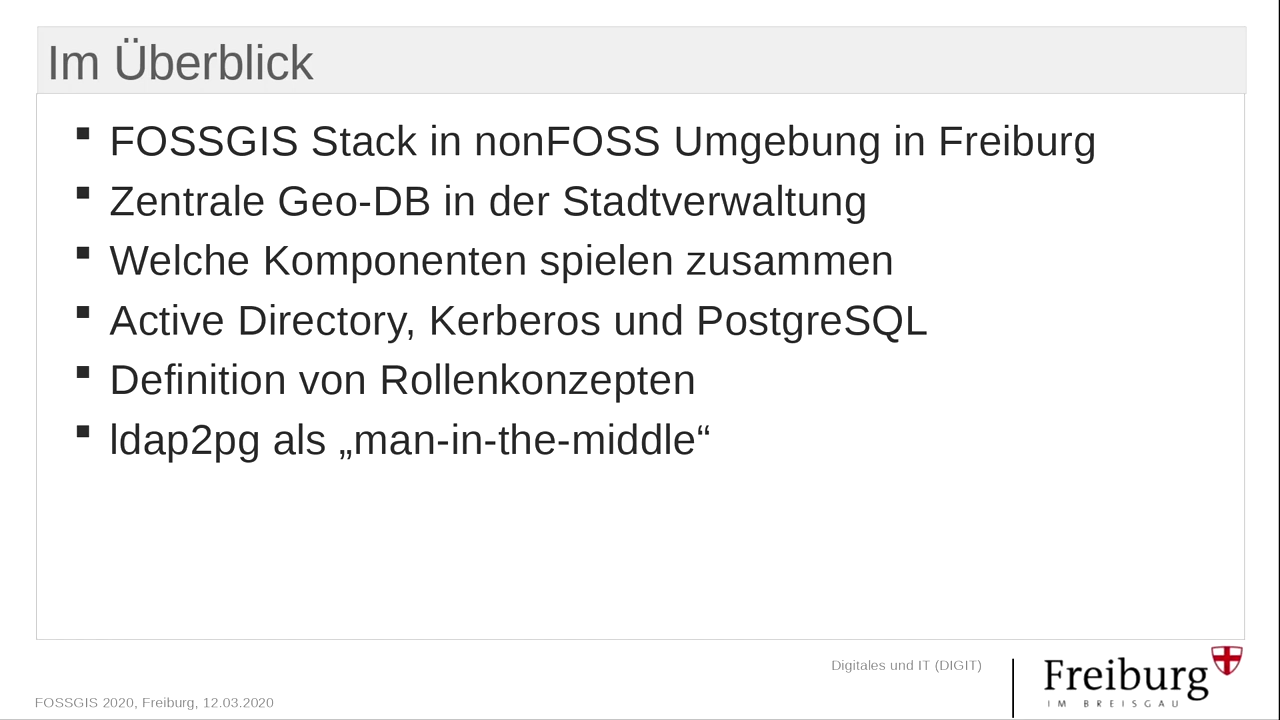 Im Überblick
FOSSGIS Stack in nonFOSS Umgebung in Freiburg
Zentrale Geo-DB in der Stadtverwaltung
Welche Komponenten spielen zusammen
Active Directory, Kerberos und PostgreSQL
Definition von Rollenkonzepten
ldap2pg als „man-in-the-middle“
Digitales und IT (DIGIT)
Freiburg
IM BREISGAU
FOSSGIS 2020, Freiburg, 12.03.2020